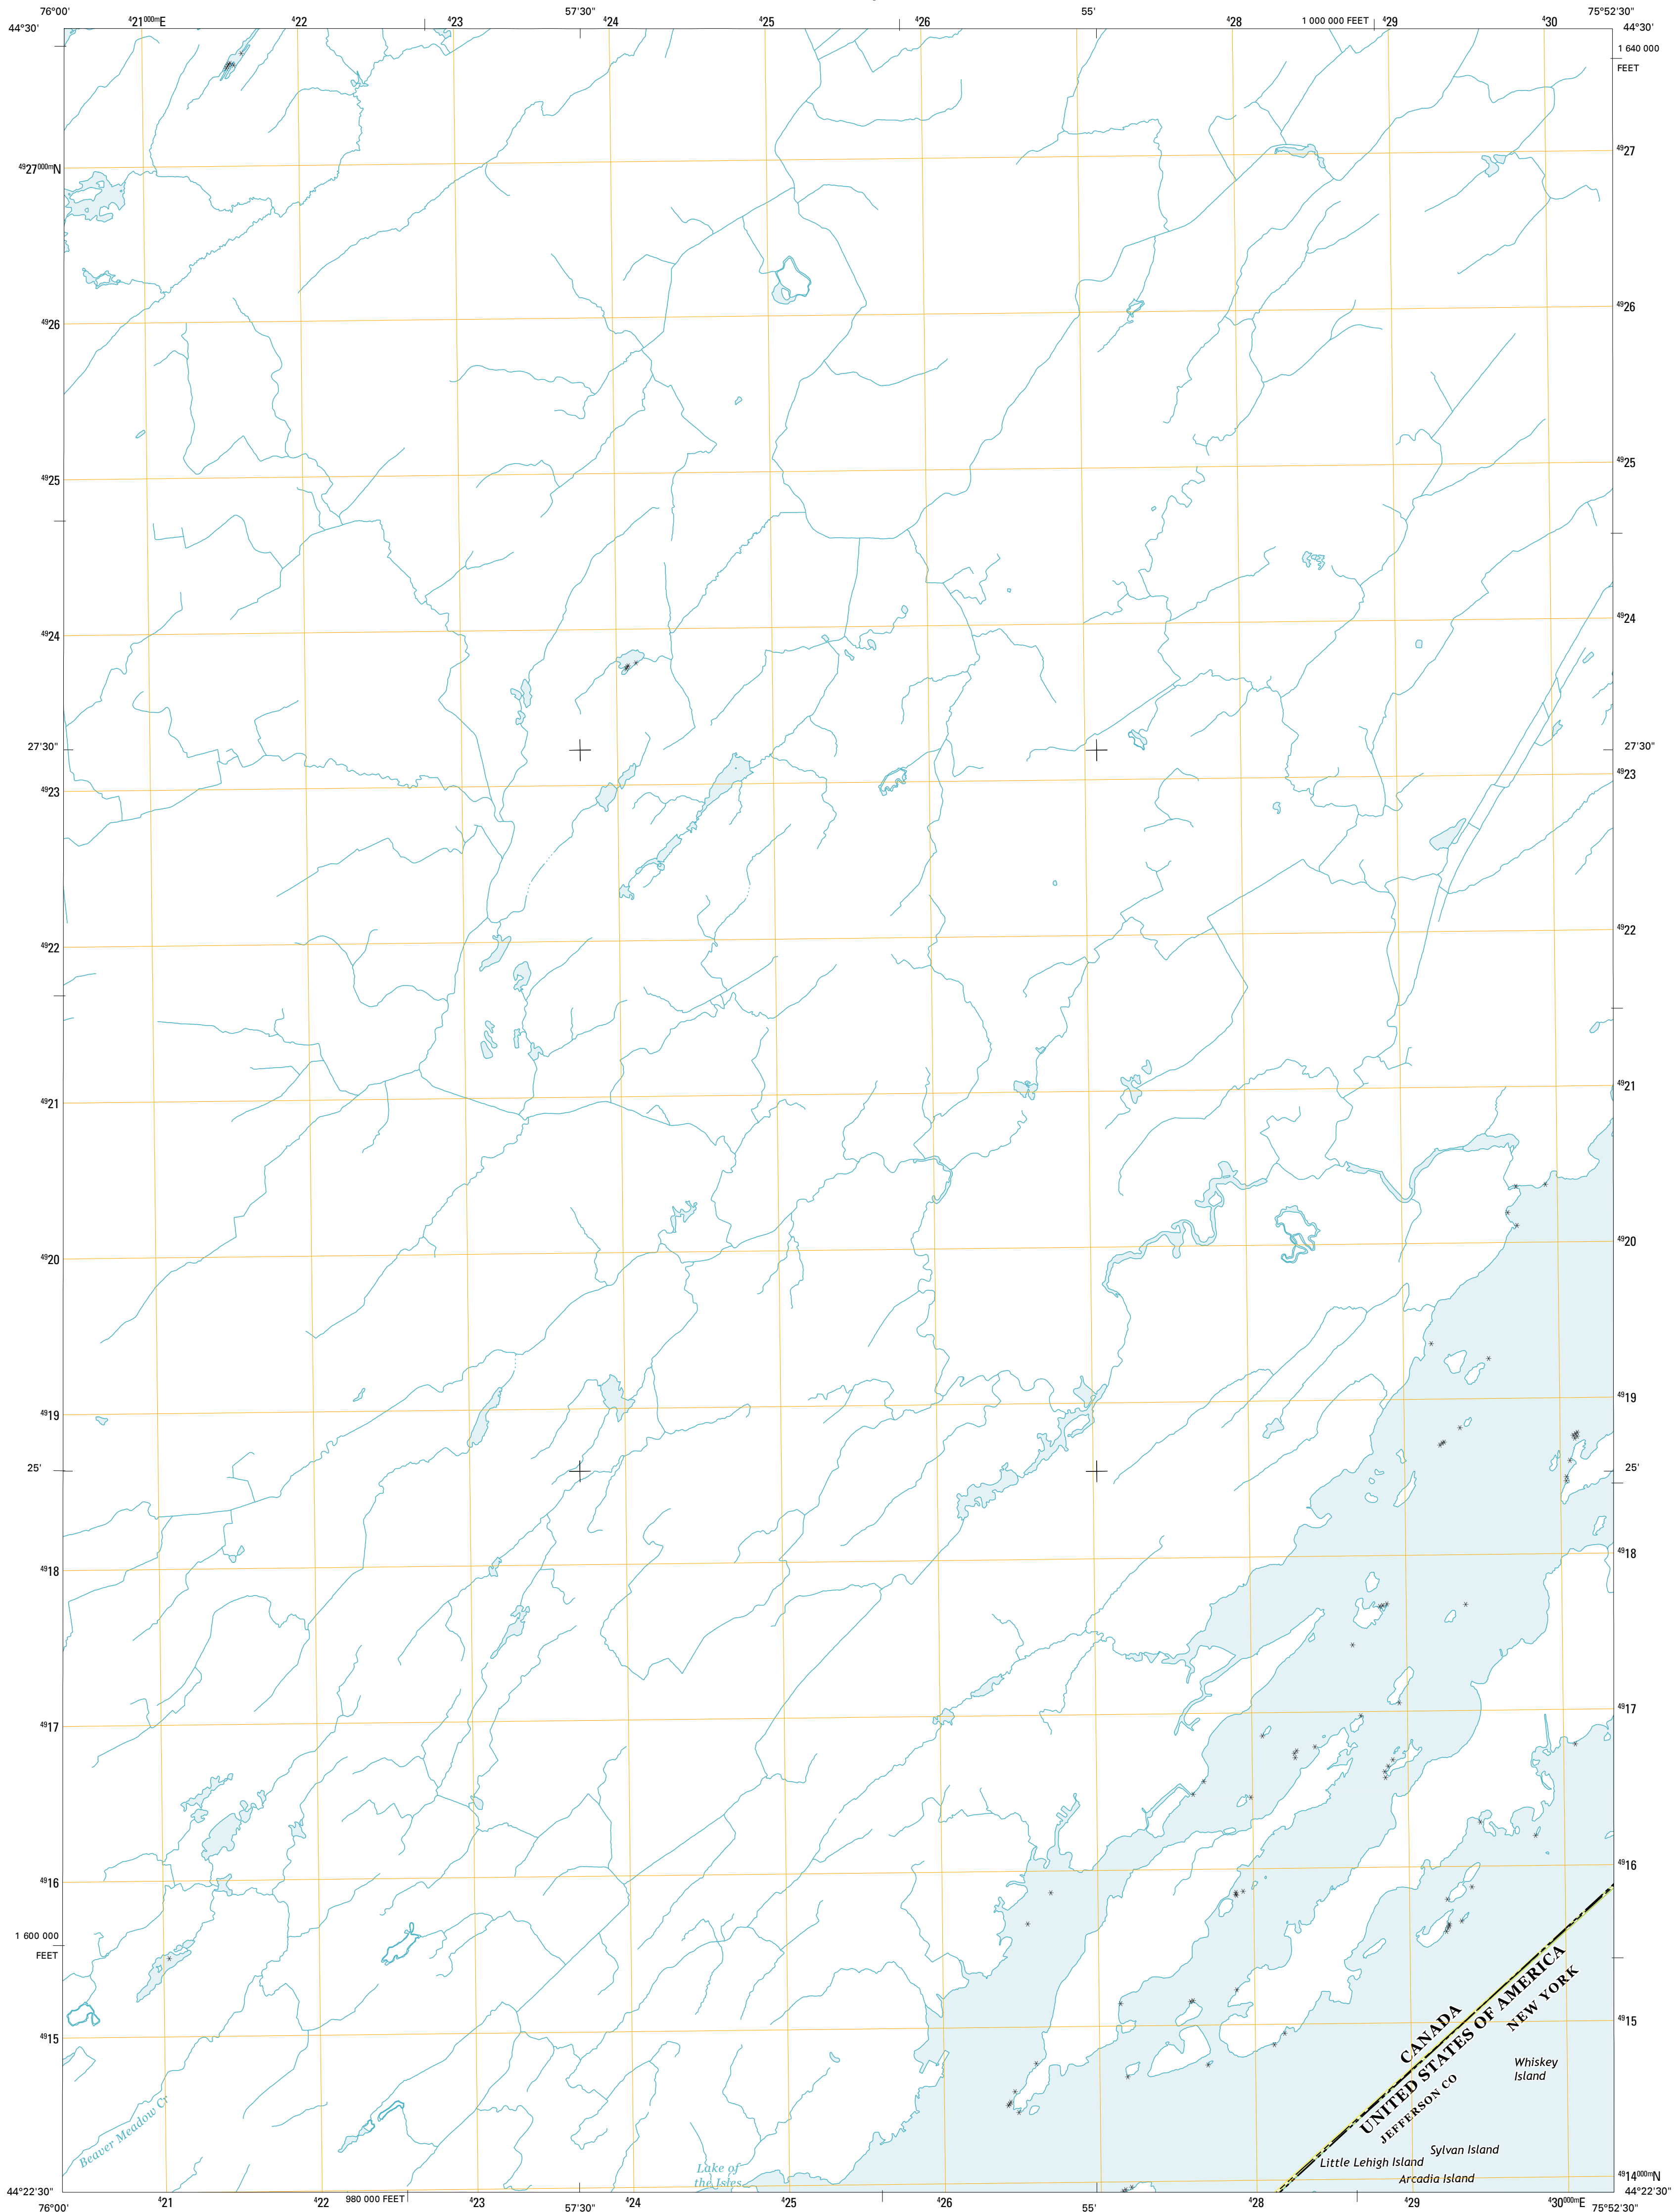 76°00' ⁴21⁰⁰⁰ᵐE ⁴22 ⁴23 57'30" ⁴24 ⁴25 ⁴26 55' ⁴28 1 000 000 FEET ⁴29 ⁴30 75°52'30"
44°30' 44°30'
1 640 000
FEET
⁴⁹27⁰⁰⁰ᵐN ⁴⁹27
⁴⁹26 ⁴⁹26
⁴⁹25 ⁴⁹25
⁴⁹24 ⁴⁹24
27'30" 27'30"
⁴⁹23 ⁴⁹23
⁴⁹22 ⁴⁹22
⁴⁹21 ⁴⁹21
⁴⁹20 ⁴⁹20
⁴⁹19 ⁴⁹19
25' 25'
⁴⁹18 ⁴⁹18
⁴⁹17 ⁴⁹17
⁴⁹16 ⁴⁹16
1 600 000
FEET
⁴⁹15 ⁴⁹15
CANADA
UNITED STATES OF AMERICA
NEW YORK
JEFFERSON CO
Whiskey
Island
Beaver Meadow Cr
Sylvan Island
Little Lehigh Island
Arcadia Island
Lake of
the Isles
⁴⁹14⁰⁰⁰ᵐN
44°22'30" 44°22'30"
76°00' ⁴21 ⁴22 980 000 FEET ⁴23 57'30" ⁴24 ⁴25 ⁴26 55' ⁴28 ⁴29 ⁴30⁰⁰⁰ᵐE 75°52'30"